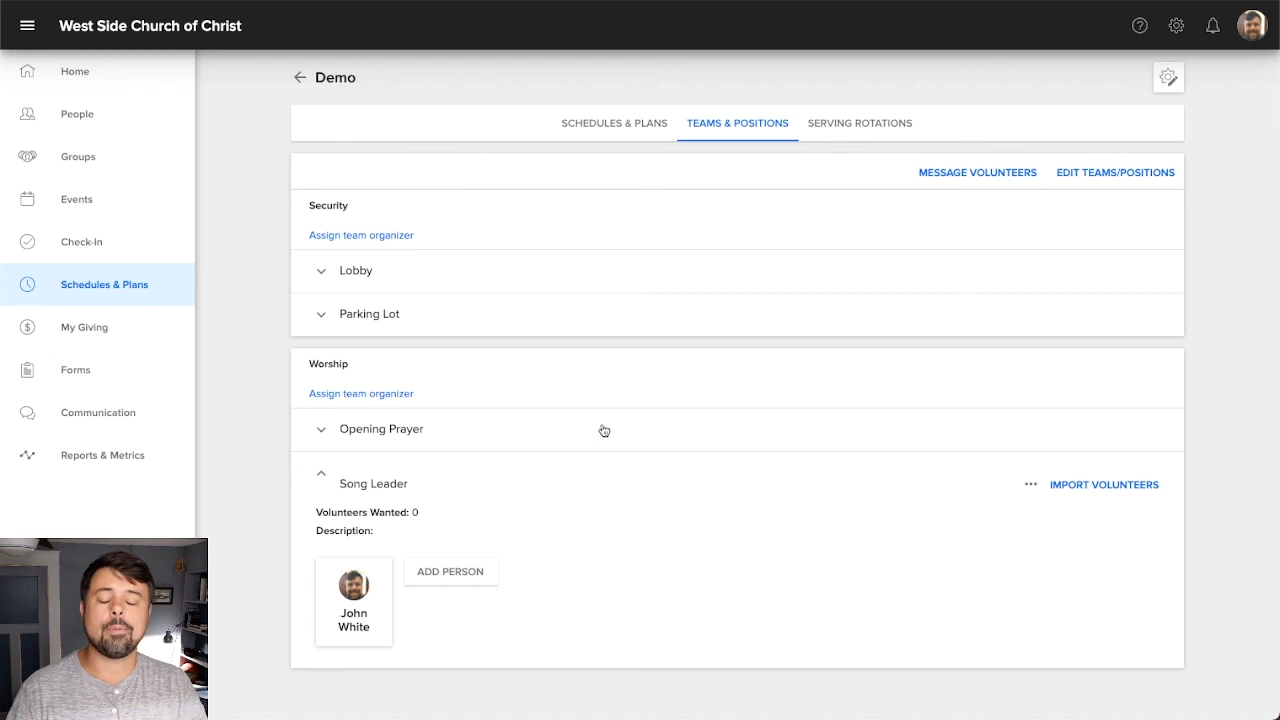 West Side Church of Christ
Home
People
Groups
Events
Check-In
Schedules & Plans
My Giving
Forms
Communication
Reports & Metrics
Demo
SCHEDULES & PLANS
TEAMS & POSITIONS
SERVING ROTATIONS
MESSAGE VOLUNTEERS
EDIT TEAMS/POSITIONS
Security
Assign team organizer
Lobby
Parking Lot
Worship
Assign team organizer
Opening Prayer
Song Leader
IMPORT VOLUNTEERS
Volunteers Wanted: 0
Description:
John
White
ADD PERSON